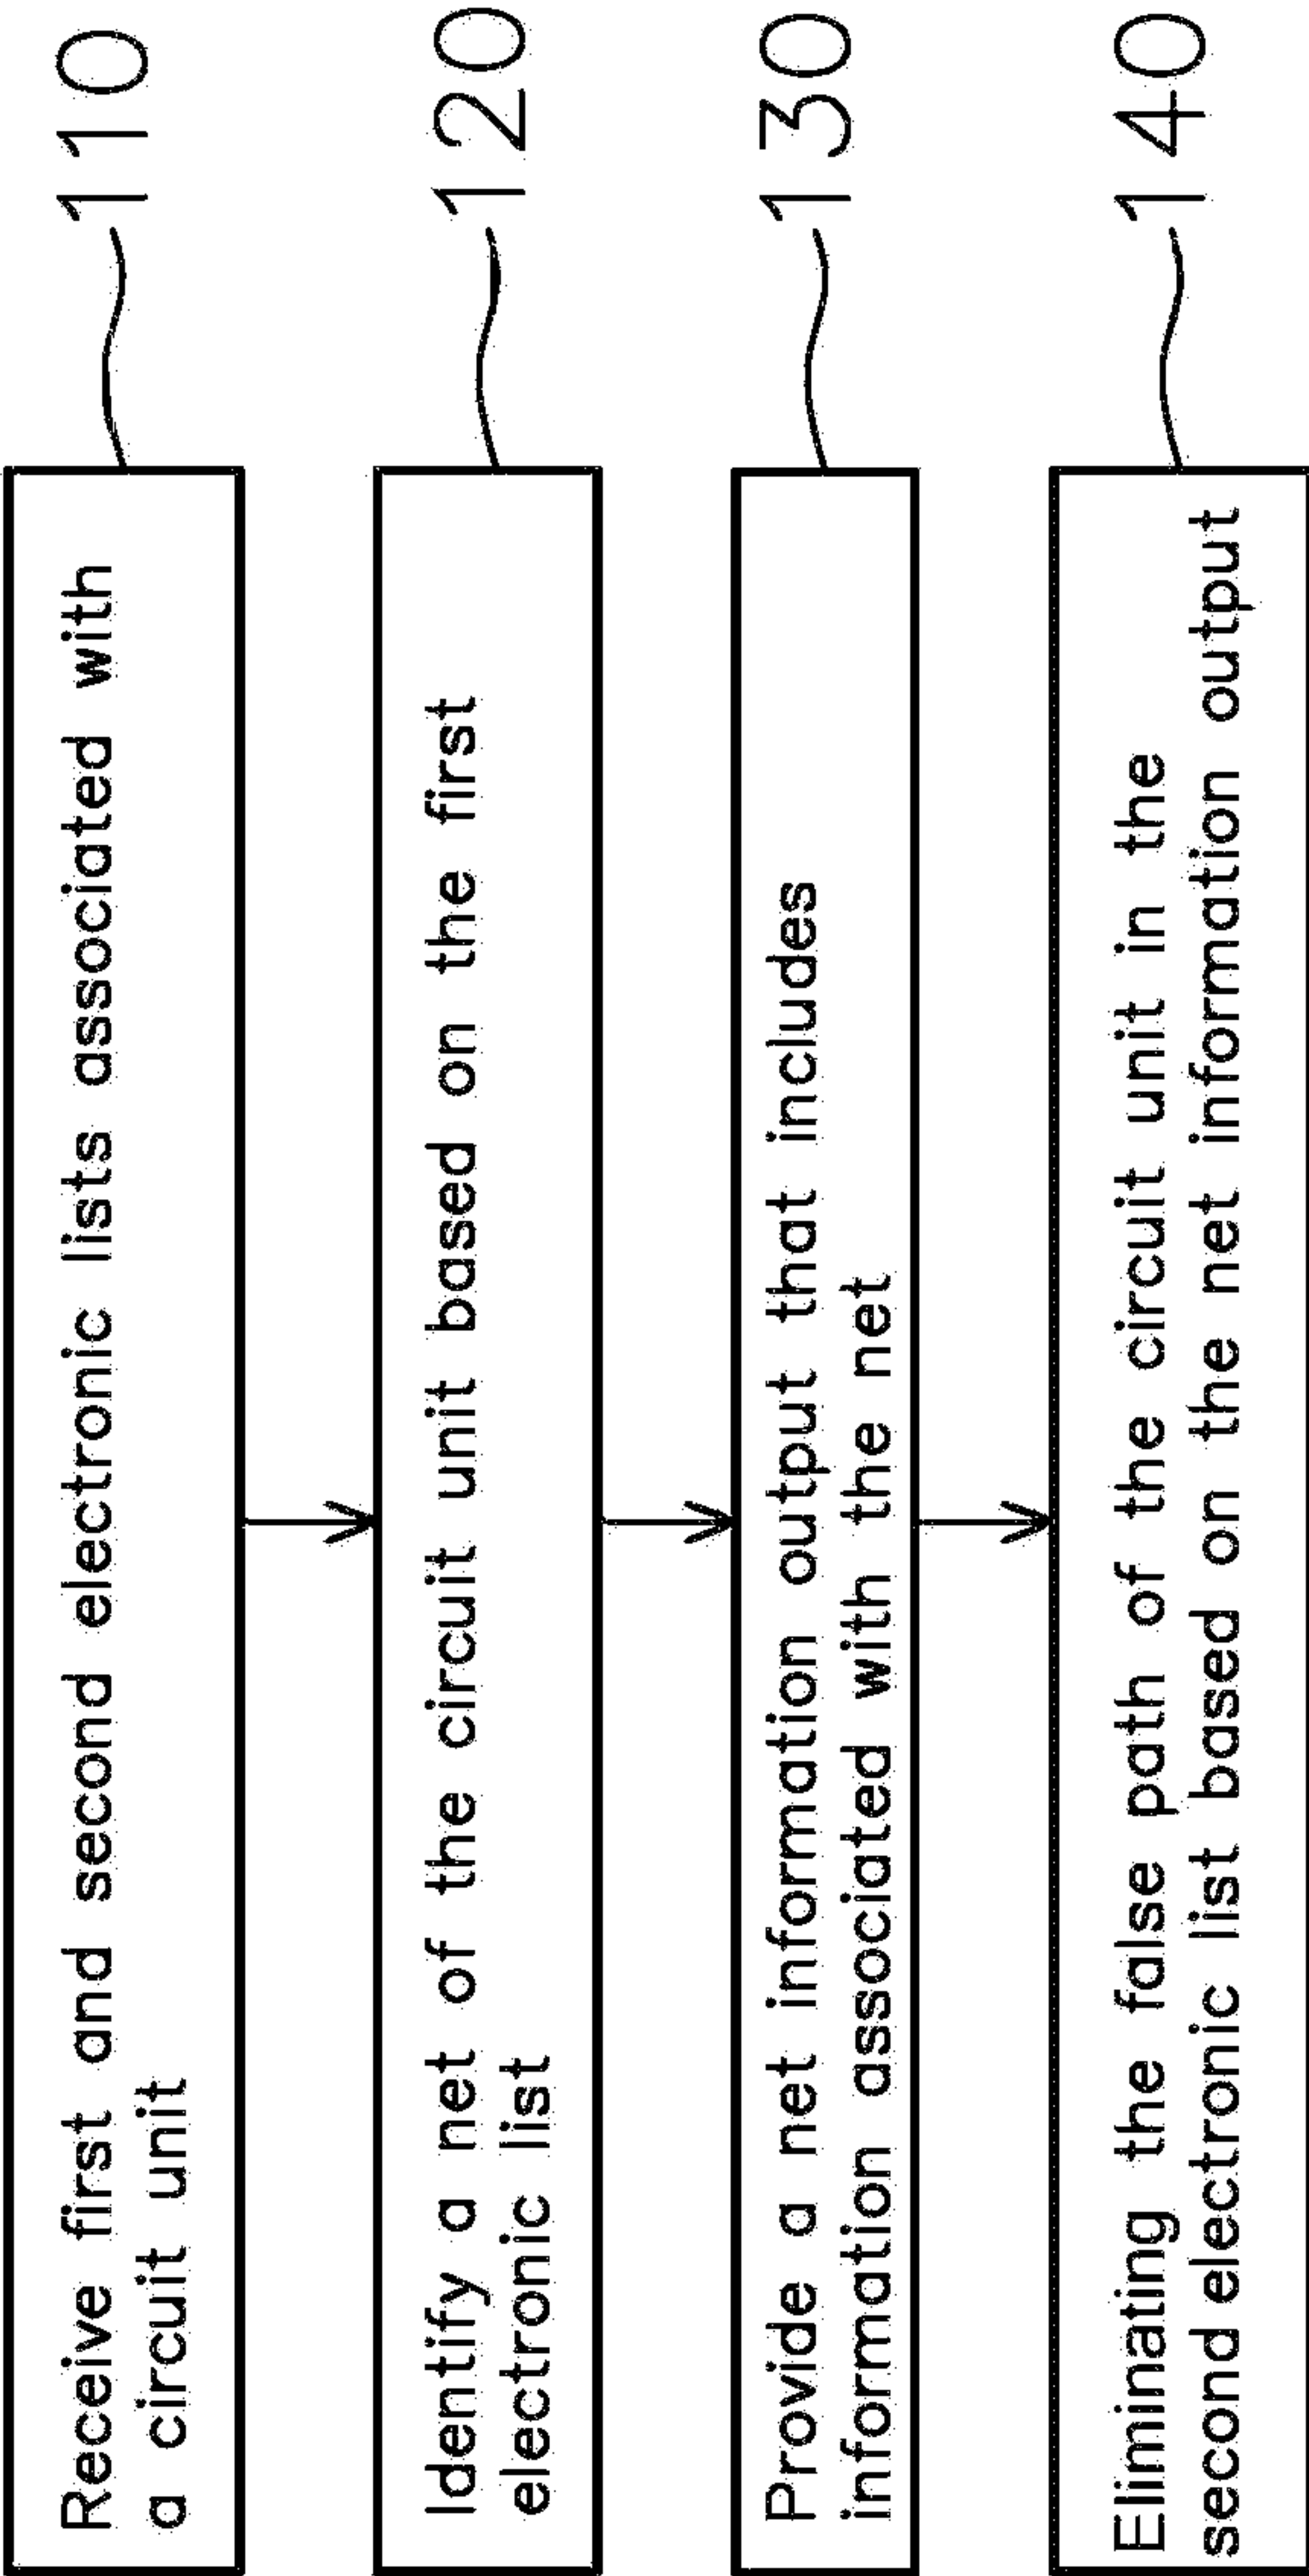 Receive first and second electronic lists associated with
a circuit unit
110
Identify a net of the circuit unit based on the first
electronic list
120
Provide a net information output that includes
information associated with the net
130
Eliminating the false path of the circuit unit in the
second electronic list based on the net information output
140